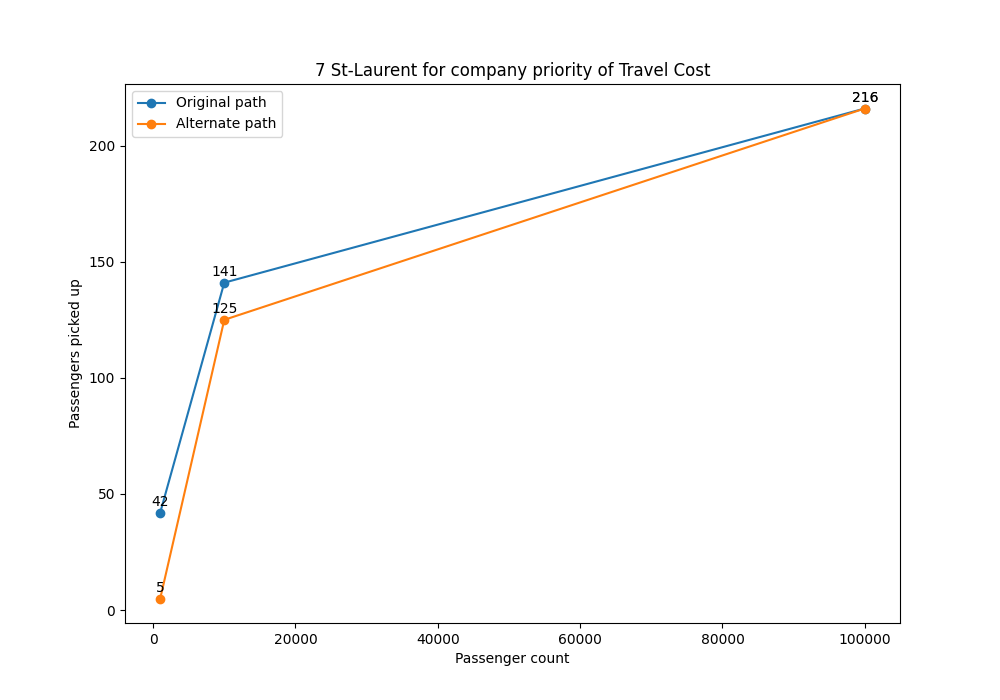 7 St-Laurent for company priority of Travel Cost
Original path
Alternate path
216
141
125
42
5
Passengers picked up
200
150
100
50
0
0 20000 40000 60000 80000 100000
Passenger count